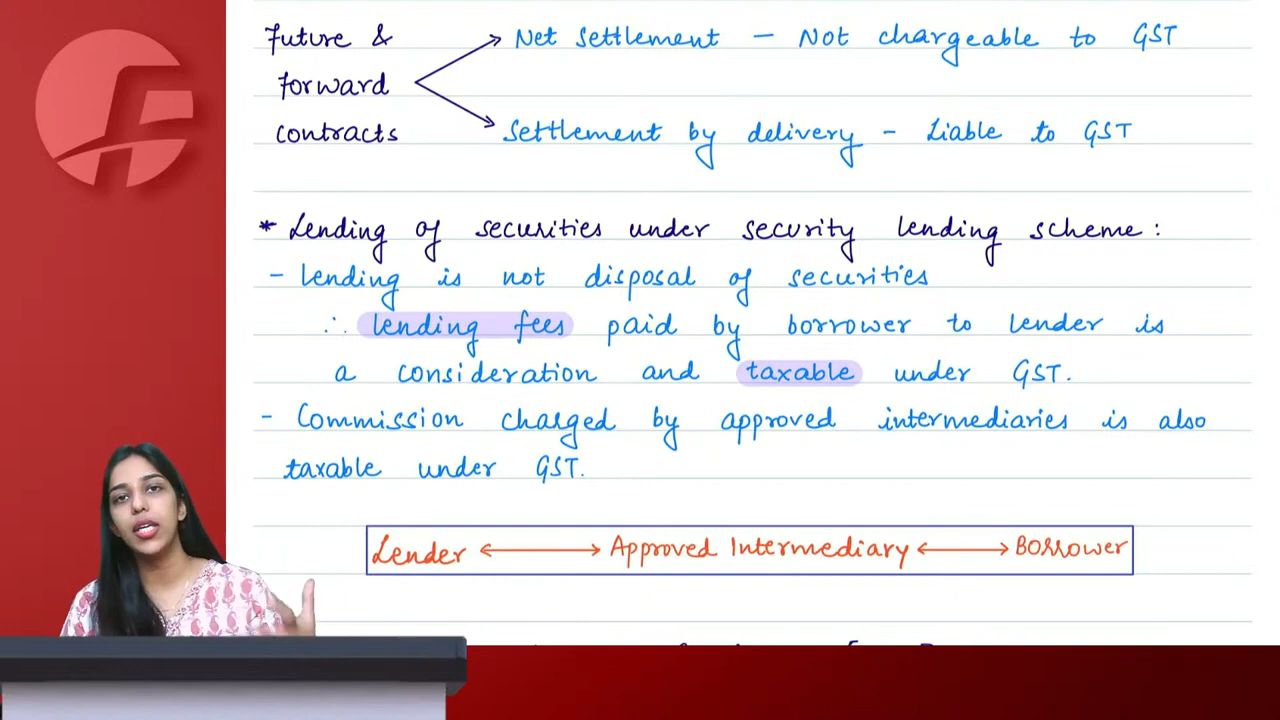 future &
forward
contracts
Net Settlement – Not chargeable to GST
Settlement by delivery – Liable to GST
* Lending of securities under security lending scheme :
- Lending is not disposal of securities
∴ lending fees paid by borrower to lender is
a consideration and taxable under GST.
- Commission charged by approved intermediaries is also
taxable under GST.
Lender ⟷ Approved Intermediary ⟷ Borrower